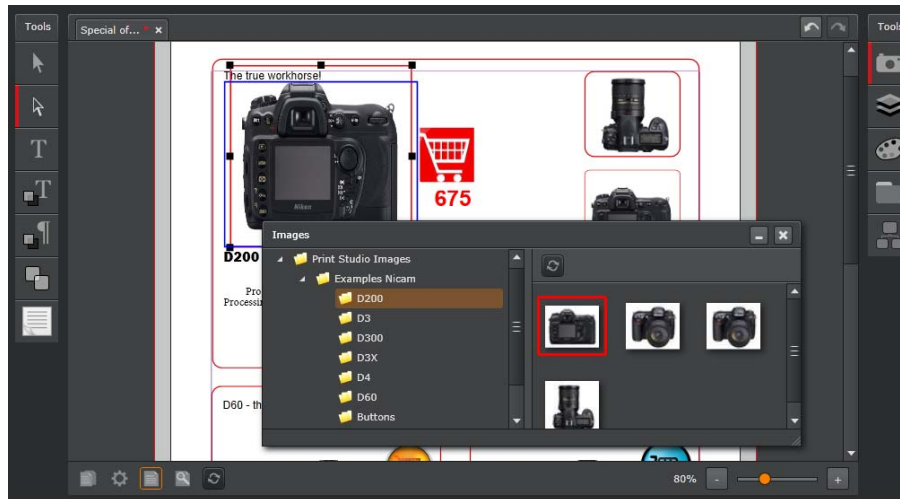 Tools
Special of... * ×
Tools
The true workhorse!
Nikon
675
D200
Images
Print Studio Images
Examples Nicam
D200
D3
D300
D3X
D4
D60
Buttons
Pro
Processin
D60 - th
80%